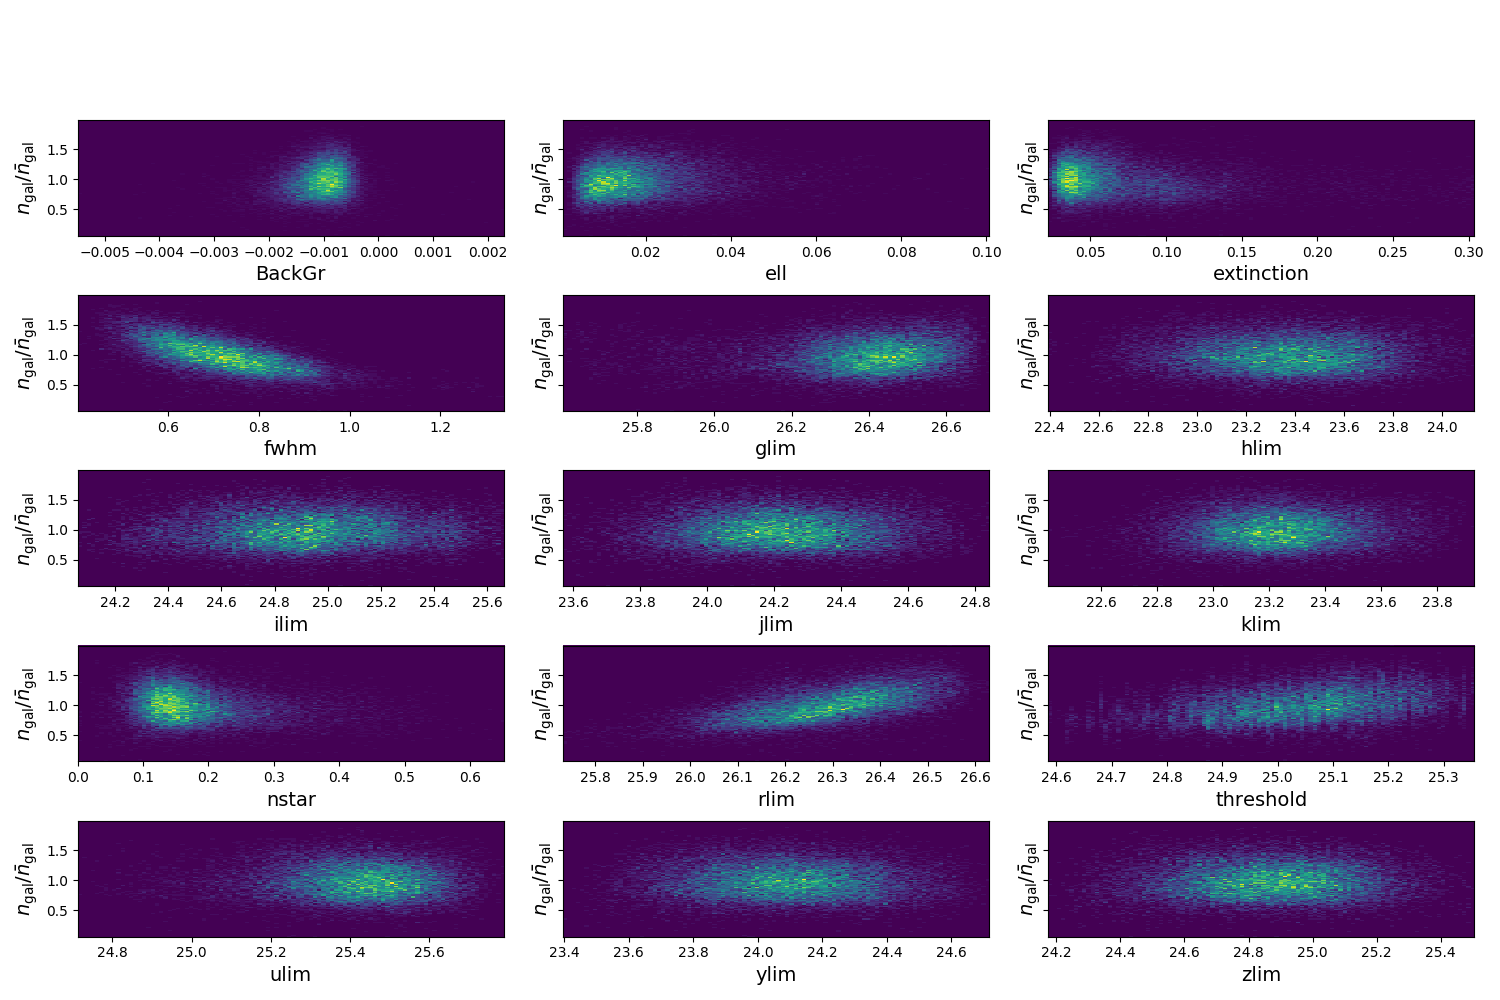 n_gal/n̄_gal
1.5
1.0
0.5
−0.005 −0.004 −0.003 −0.002 −0.001 0.000 0.001 0.002
BackGr
n_gal/n̄_gal
0.02 0.04 0.06 0.08 0.10
ell
n_gal/n̄_gal
0.05 0.10 0.15 0.20 0.25 0.30
extinction
n_gal/n̄_gal
1.5
1.0
0.5
0.6 0.8 1.0 1.2
fwhm
n_gal/n̄_gal
25.8 26.0 26.2 26.4 26.6
glim
n_gal/n̄_gal
22.4 22.6 22.8 23.0 23.2 23.4 23.6 23.8 24.0
hlim
n_gal/n̄_gal
1.5
1.0
0.5
24.2 24.4 24.6 24.8 25.0 25.2 25.4 25.6
ilim
n_gal/n̄_gal
23.6 23.8 24.0 24.2 24.4 24.6 24.8
jlim
n_gal/n̄_gal
22.6 22.8 23.0 23.2 23.4 23.6 23.8
klim
n_gal/n̄_gal
1.5
1.0
0.5
0.0 0.1 0.2 0.3 0.4 0.5 0.6
nstar
n_gal/n̄_gal
25.8 25.9 26.0 26.1 26.2 26.3 26.4 26.5 26.6
rlim
n_gal/n̄_gal
24.6 24.7 24.8 24.9 25.0 25.1 25.2 25.3
threshold
n_gal/n̄_gal
1.5
1.0
0.5
24.8 25.0 25.2 25.4 25.6
ulim
n_gal/n̄_gal
23.4 23.6 23.8 24.0 24.2 24.4 24.6
ylim
n_gal/n̄_gal
24.2 24.4 24.6 24.8 25.0 25.2 25.4
zlim